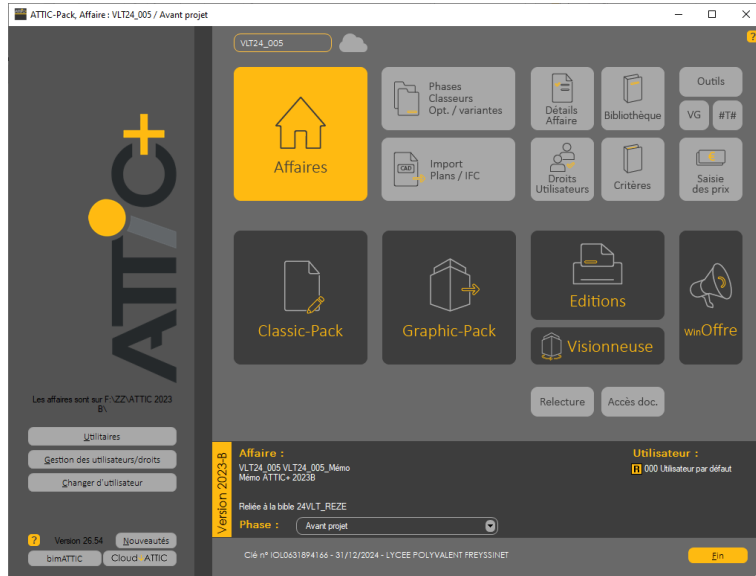 ATTIC-Pack, Affaire : VLT24_005 / Avant projet
VLT24_005
?
Affaires
Phases
Classeurs
Opt. / variantes
Détails
Affaire
Bibliothèque
Outils
VG
#T#
CAD
Import
Plans / IFC
Droits
Utilisateurs
Critères
€
Saisie
des prix
ATTIC+
Classic-Pack
Graphic-Pack
Editions
Visionneuse
WinOffre
Les affaires sont sur F:\ZZ\ATTIC 2023
B\
Relecture
Accès doc.
Utilitaires
Gestion des utilisateurs/droits
Changer d'utilisateur
? Version 26.54 Nouveautés
bimATTIC
Cloud ATTIC
Version 2023-B
Affaire :
VLT24_005 VLT24_005_Mémo
Mémo ATTIC+ 2023B
Reliée à la bible 24VLT_REZE
Phase : Avant projet
Utilisateur :
R 000 Utilisateur par défaut
Clé n° IOL0631894166 - 31/12/2024 - LYCEE POLYVALENT FREYSSINET
Fin